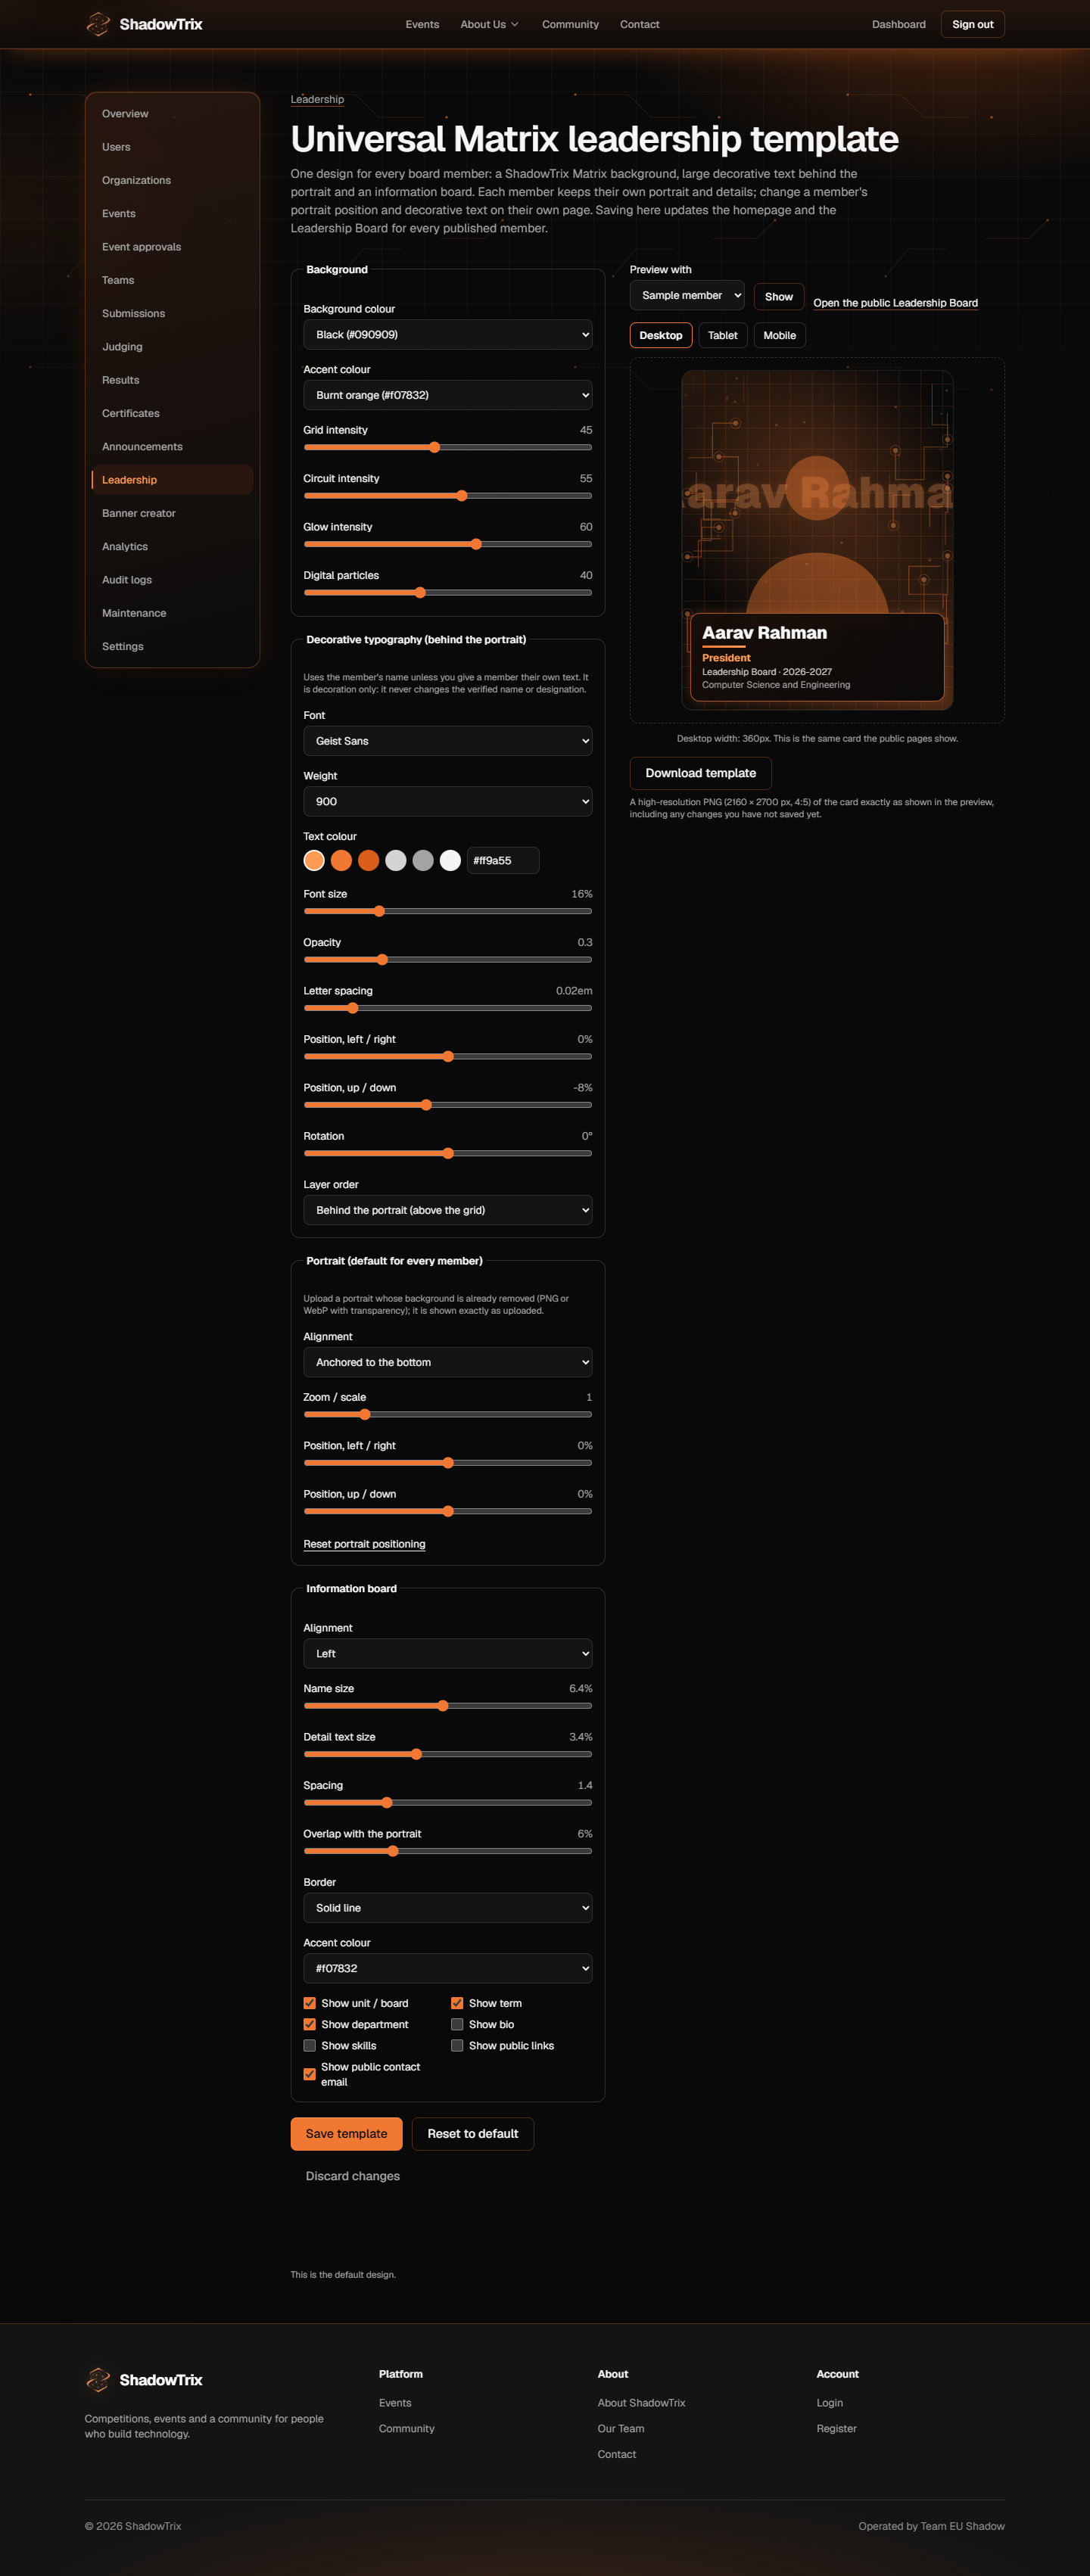 ShadowTrix
Events
About Us
Community
Contact
Dashboard
Sign out
Overview
Users
Organizations
Events
Event approvals
Teams
Submissions
Judging
Results
Certificates
Announcements
Leadership
Banner creator
Analytics
Audit logs
Maintenance
Settings
Leadership
Universal Matrix leadership template
One design for every board member: a ShadowTrix Matrix background, large decorative text behind the
portrait and an information board. Each member keeps their own portrait and details; change a member's
portrait position and decorative text on their own page. Saving here updates the homepage and the
Leadership Board for every published member.
Background
Background colour
Black (#090909)
Accent colour
Burnt orange (#f07832)
Grid intensity 45
Circuit intensity 55
Glow intensity 60
Digital particles 40
Decorative typography (behind the portrait)
Uses the member's name unless you give a member their own text. It
is decoration only: it never changes the verified name or designation.
Font
Geist Sans
Weight
900
Text colour
#ff9a55
Font size 16%
Opacity 0.3
Letter spacing 0.02em
Position, left / right 0%
Position, up / down -8%
Rotation 0°
Layer order
Behind the portrait (above the grid)
Portrait (default for every member)
Upload a portrait whose background is already removed (PNG or
WebP with transparency); it is shown exactly as uploaded.
Alignment
Anchored to the bottom
Zoom / scale 1
Position, left / right 0%
Position, up / down 0%
Reset portrait positioning
Information board
Alignment
Left
Name size 6.4%
Detail text size 3.4%
Spacing 1.4
Overlap with the portrait 6%
Border
Solid line
Accent colour
#f07832
Show unit / board
Show term
Show department
Show bio
Show skills
Show public links
Show public contact
email
Save template
Reset to default
Discard changes
This is the default design.
Preview with
Sample member
Show
Open the public Leadership Board
Desktop
Tablet
Mobile
arav Rahma
Aarav Rahman
President
Leadership Board · 2026-2027
Computer Science and Engineering
Desktop width: 360px. This is the same card the public pages show.
Download template
A high-resolution PNG (2160 × 2700 px, 4:5) of the card exactly as shown in the preview,
including any changes you have not saved yet.
ShadowTrix
Competitions, events and a community for people
who build technology.
Platform
Events
Community
About
About ShadowTrix
Our Team
Contact
Account
Login
Register
© 2026 ShadowTrix
Operated by Team EU Shadow